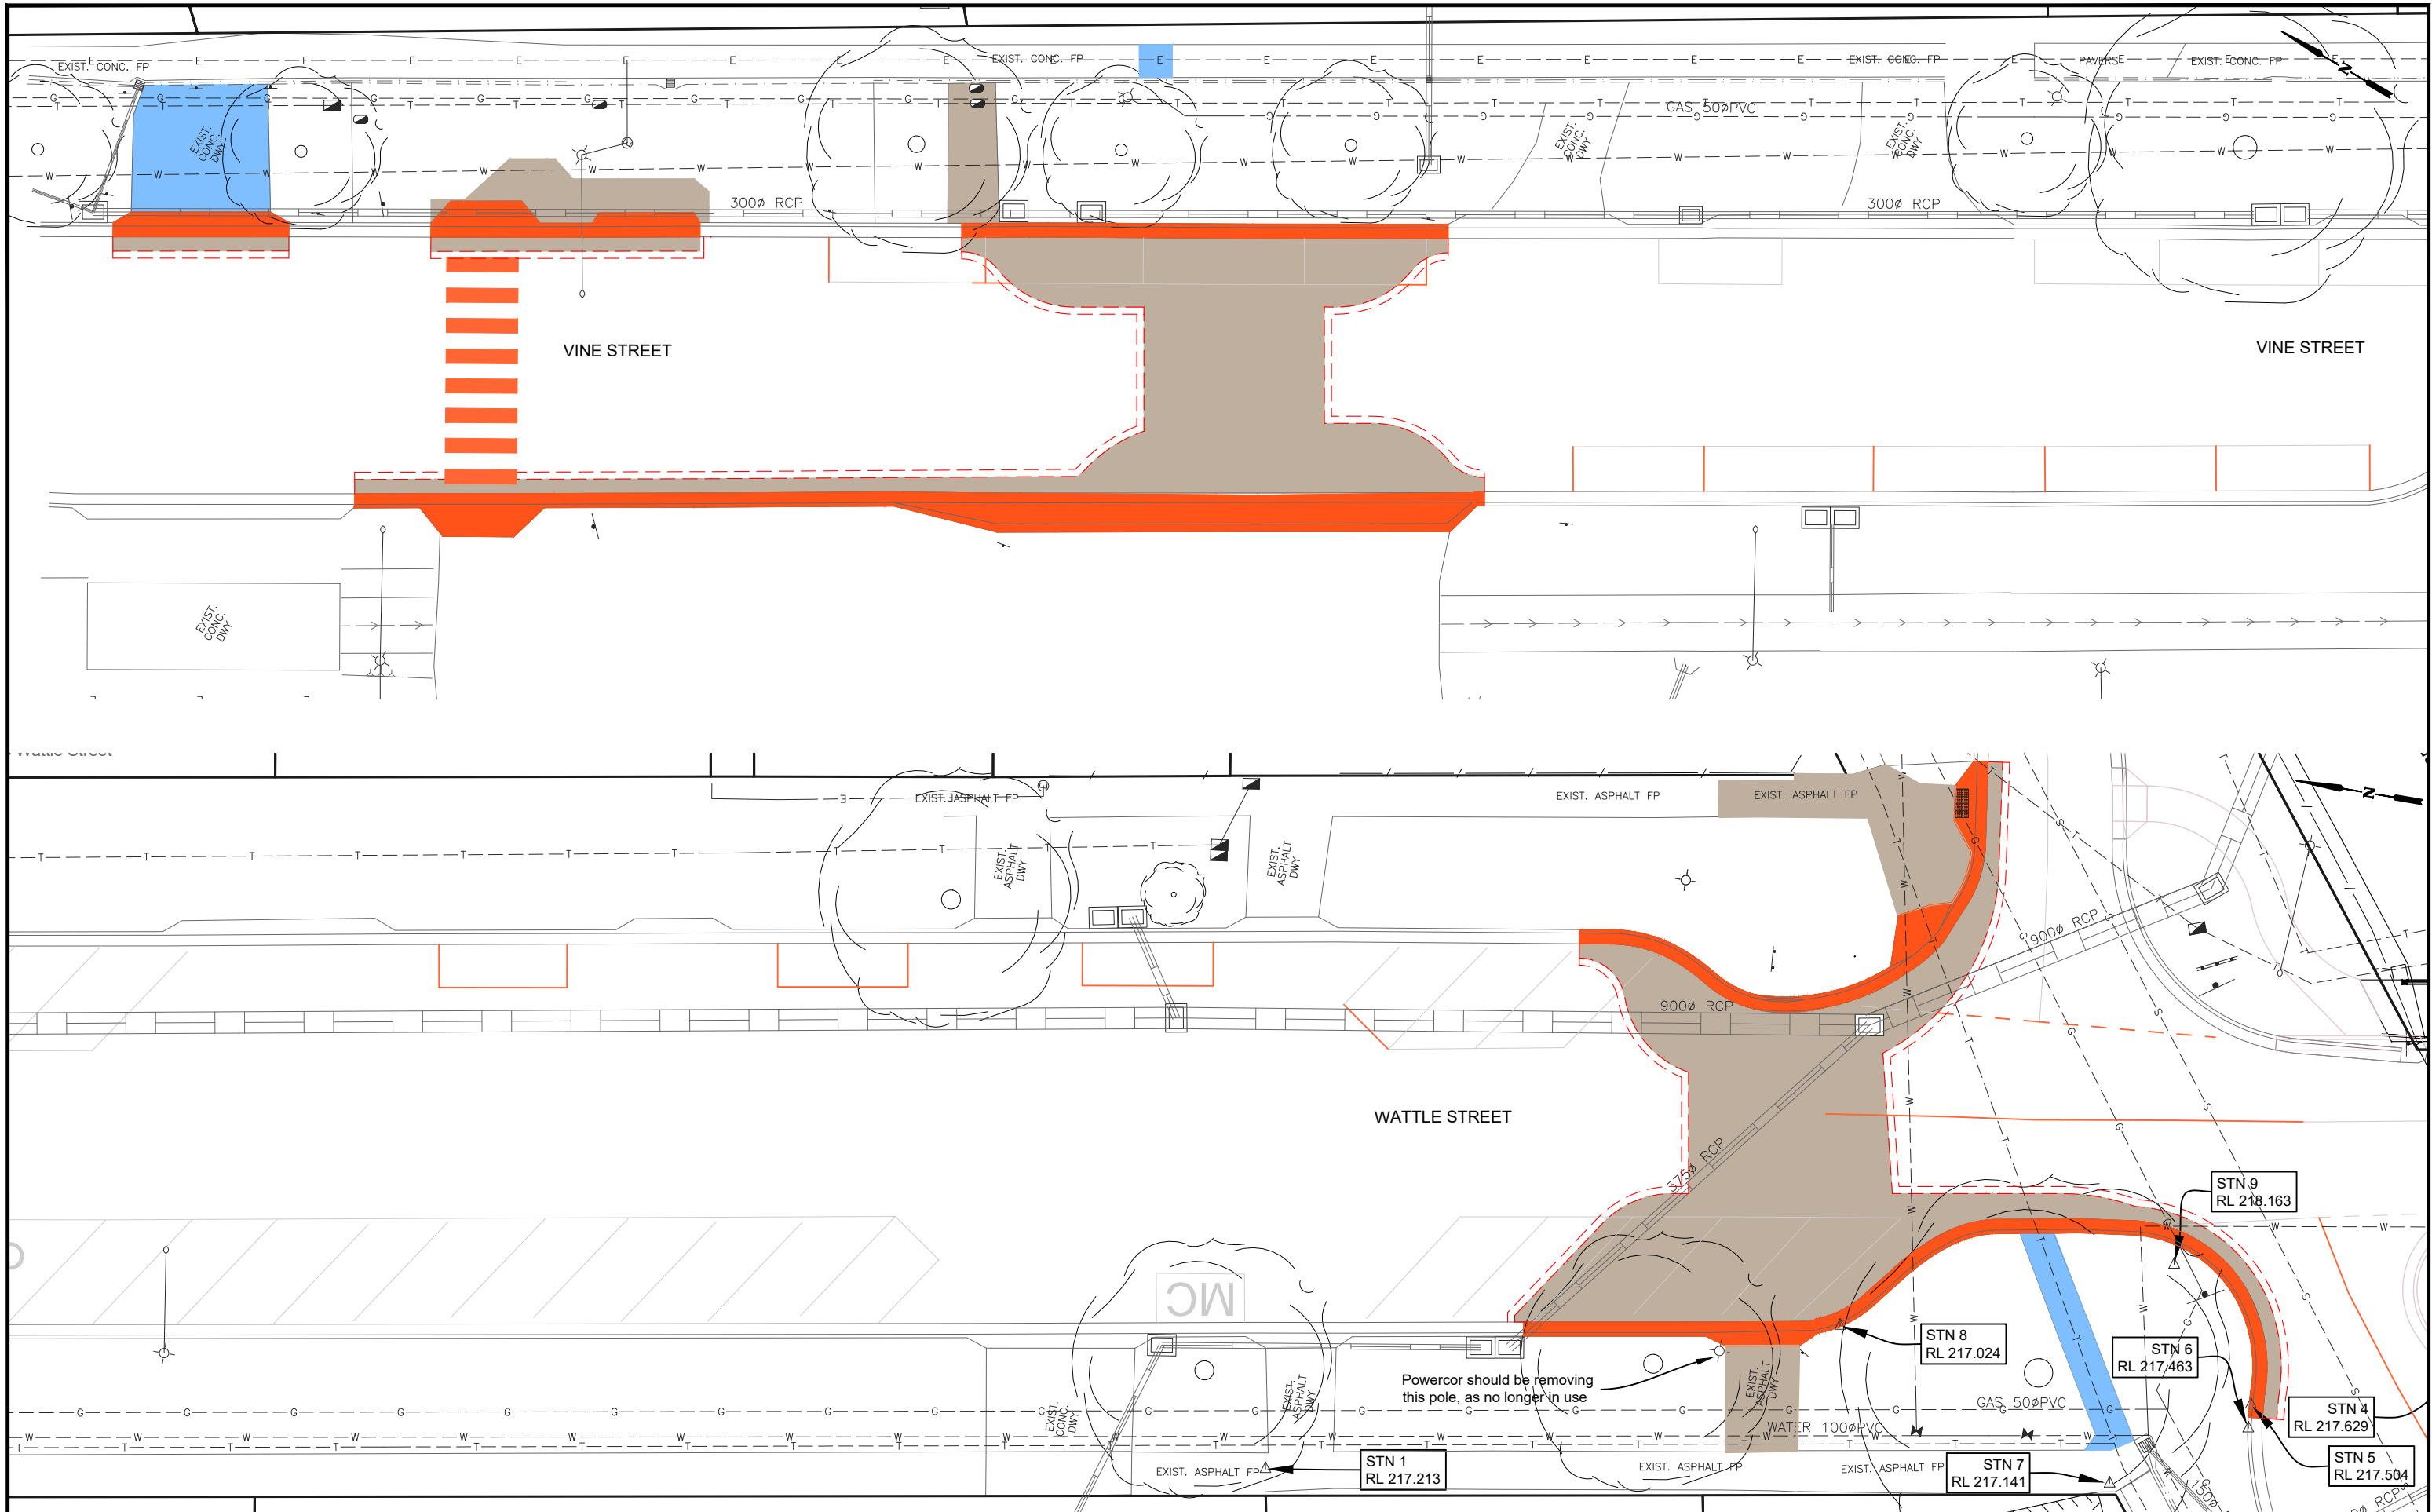 EXIST. CONC. FP
EXIST. CONC. FP
EXIST. CONC. FP
PAVERS
EXIST. CONC. FP
N
GAS 50øPVC
EXIST.
CONC.
DWY
EXIST.
CONC.
DWY
EXIST.
CONC.
DWY
300ø RCP
300ø RCP
VINE STREET
VINE STREET
EXIST.
CONC.
DWY
Wattle Street
EXIST. ASPHALT FP
EXIST. ASPHALT FP
EXIST. ASPHALT FP
N
EXIST.
ASPHALT
DWY
EXIST.
ASPHALT
DWY
900ø RCP
900ø RCP
WATTLE STREET
375ø RCP
STN 9
RL 218.163
MC
STN 8
RL 217.024
STN 6
RL 217.463
Powercor should be removing
this pole, as no longer in use
EXIST.
ASPHALT
DWY
EXIST.
ASPHALT
DWY
EXIST.
CONC.
DWY
GAS 50øPVC
WATER 100øPVC
STN 4
RL 217.629
STN 5
RL 217.504
EXIST. ASPHALT FP
STN 1
RL 217.213
EXIST. ASPHALT FP
EXIST. ASPHALT FP
STN 7
RL 217.141
150ø
RCP